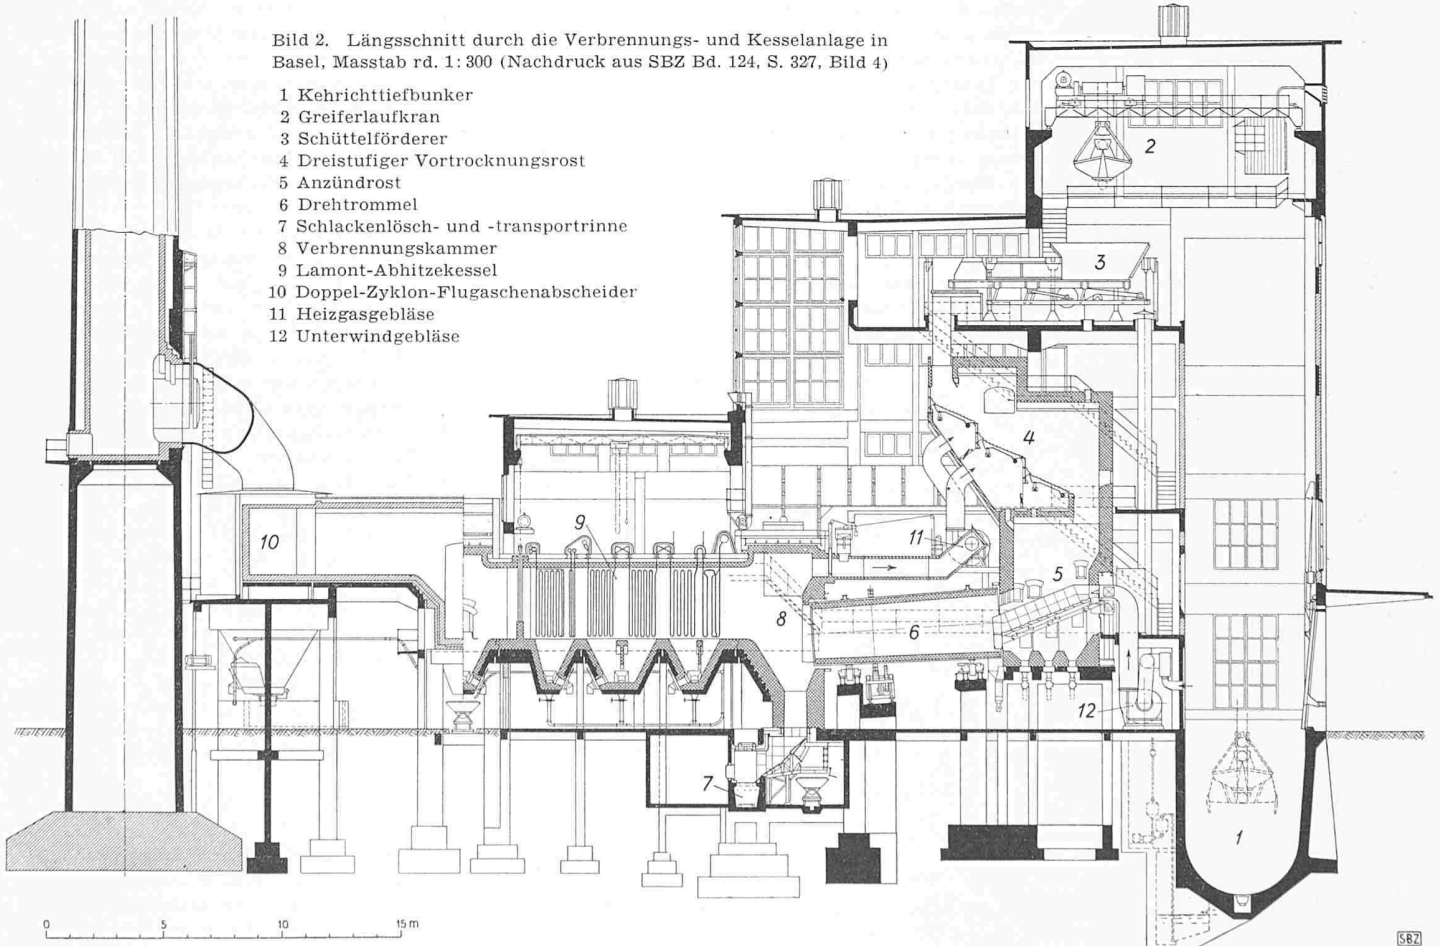 Bild 2. Längsschnitt durch die Verbrennungs- und Kesselanlage in
Basel, Masstab rd. 1:300 (Nachdruck aus SBZ Bd. 124, S. 327, Bild 4)
1 Kehrichttiefbunker
2 Greiferlaufkran
3 Schüttelförderer
4 Dreistufiger Vortrocknungsrost
5 Anzündrost
6 Drehtrommel
7 Schlackenlösch- und -transportrinne
8 Verbrennungskammer
9 Lamont-Abhitzekessel
10 Doppel-Zyklon-Flugaschenabscheider
11 Heizgasgebläse
12 Unterwindgebläse
2
3
4
9
10
11
5
8
6
12
7
1
0 5 10 15 m
SBZ